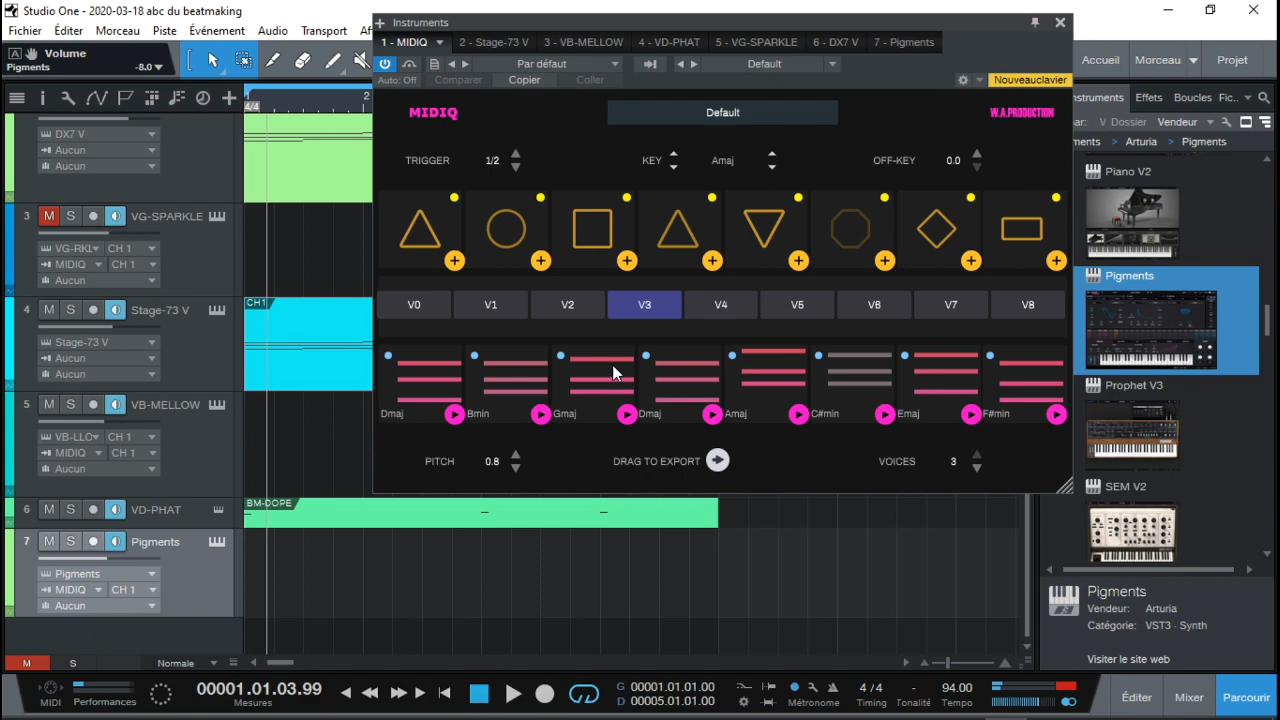 Studio One - 2020-03-18 abc du beatmaking
Fichier Éditer Morceau Piste Événement Audio Transport Af
Instruments
1 - MIDIQ 2 - Stage-73 V 3 - VB-MELLOW 4 - VD-PHAT 5 - VG-SPARKLE 6 - DX7 V 7 - Pigments
A Volume
Pigments -8.0
Par défaut Default
Auto: Off Comparer Copier Coller Nouveauclavier
Accueil Morceau Projet
nstruments Effets Boucles Fic..
par: V Dossier Vendeur
ments > Arturia > Pigments
4/4 2
MIDIQ Default W.A.PRODUCTION
TRIGGER 1/2 KEY Amaj OFF-KEY 0.0
V0 V1 V2 V3 V4 V5 V6 V7 V8
Dmaj Bmin Gmaj Dmaj Amaj C#min Emaj F#min
PITCH 0.8 DRAG TO EXPORT VOICES 3
DX7 V
Aucun
Aucun
3 M S VG-SPARKLE
VG-RKL CH 1
MIDIQ CH 1
Aucun
4 M S Stage-73 V
CH1
Stage-73 V
Aucun
Aucun
5 M S VB-MELLOW
VB-LLO CH 1
MIDIQ CH 1
Aucun
6 M S VD-PHAT
BM-DOPE
7 M S Pigments
Pigments
MIDIQ CH 1
Aucun
M S Normale
Piano V2
Pigments
Prophet V3
SEM V2
Pigments
Vendeur: Arturia
Catégorie: VST3 - Synth
Visiter le site web
MIDI Performances
00001.01.03.99
Mesures
G 00001.01.01.00
D 00005.01.01.00
Métronome
4 / 4
Timing
-
Tonalité
94.00
Tempo
Éditer Mixer Parcourir